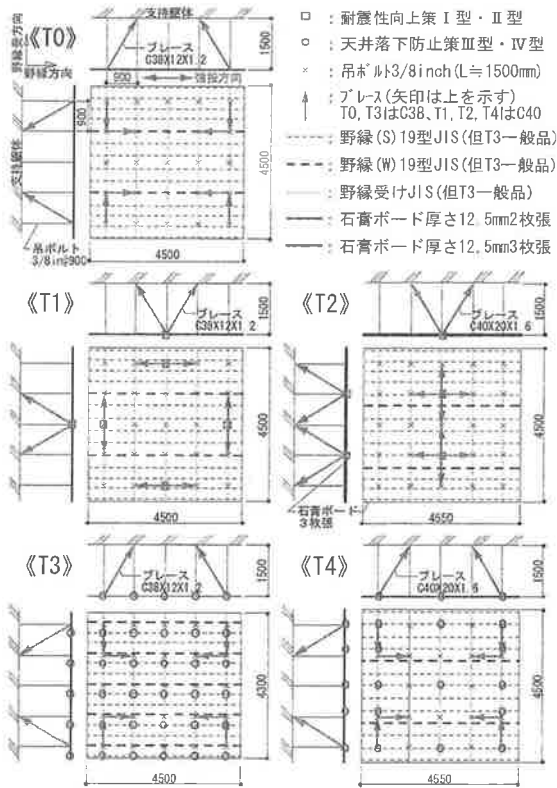 《T0》
支持躯体
野縁受方向
野縁方向
ブレース
C38X12X1.2
1500
900
強投方向
900
支持躯体
4500
吊ボルト
3/8in@900
4500
□ : 耐震性向上策Ⅰ型・Ⅱ型
○ : 天井落下防止策Ⅲ型・Ⅳ型
× : 吊ボルト3/8inch(L≒1500mm)
↑ : ブレース(矢印は上を示す)
T0, T3はC38、T1, T2, T4はC40
: 野縁(S)19型JIS(但T3一般品)
: 野縁(W)19型JIS(但T3一般品)
: 野縁受けJIS(但T3一般品)
: 石膏ボード厚さ12.5mm2枚張
: 石膏ボード厚さ12.5mm3枚張
《T1》
ブレース
1500
4500
4500
《T2》
ブレース
C40X20X1.6
1500
4500
石膏ボード
3枚張
4550
《T3》
ブレース
C38X12X1.2
1500
4300
4500
《T4》
ブレース
C40X20X1.6
1500
4500
4550